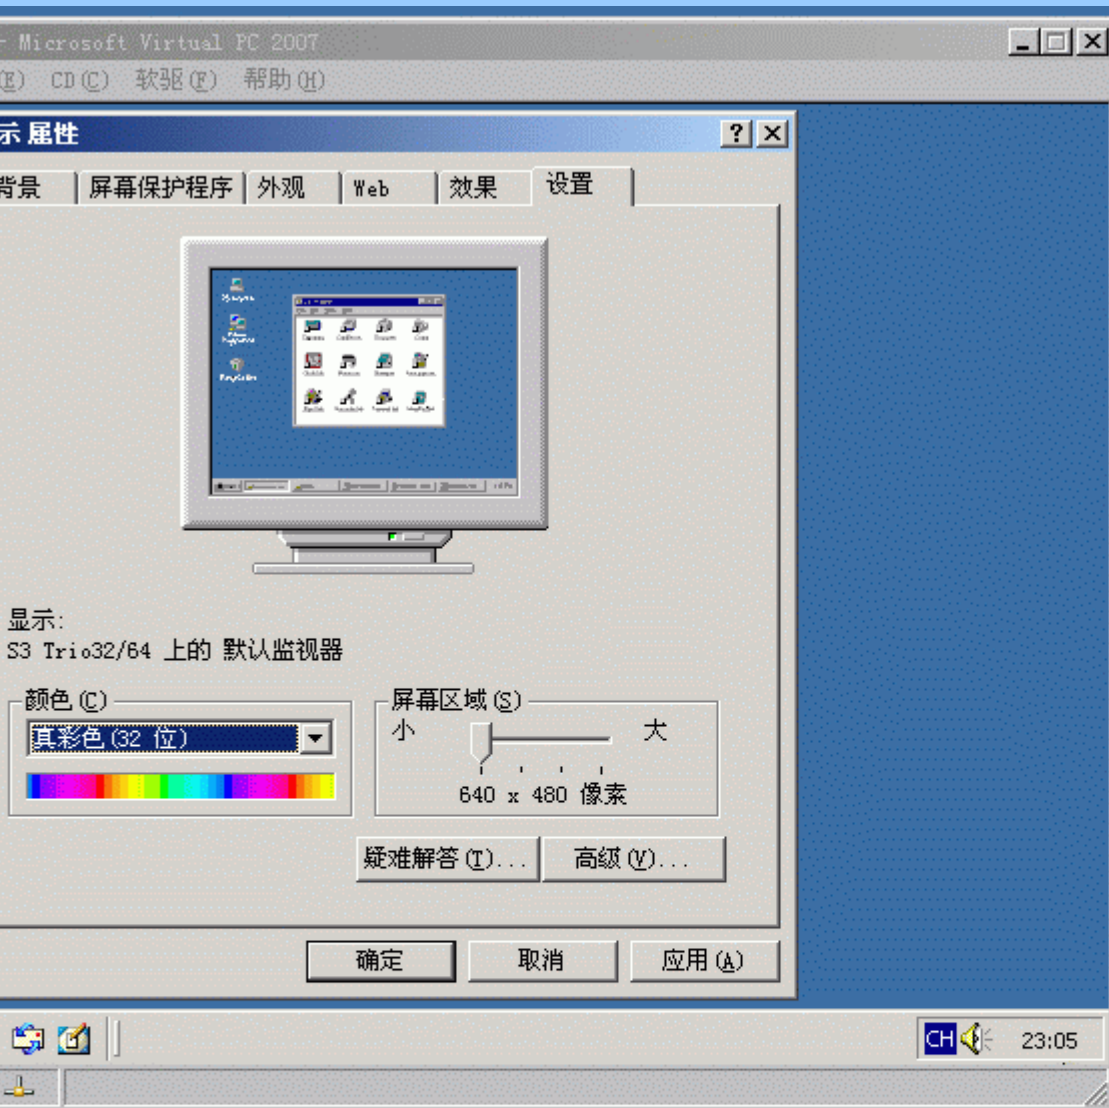 - Microsoft Virtual PC 2007
(E) CD(C) 软驱(F) 帮助(H)
示 属性
背景 屏幕保护程序 外观 Web 效果 设置
显示:
S3 Trio32/64 上的 默认监视器
颜色(C)
真彩色(32 位)
屏幕区域(S)
小 大
640 x 480 像素
疑难解答(T)... 高级(V)...
确定 取消 应用(A)
CH 23:05